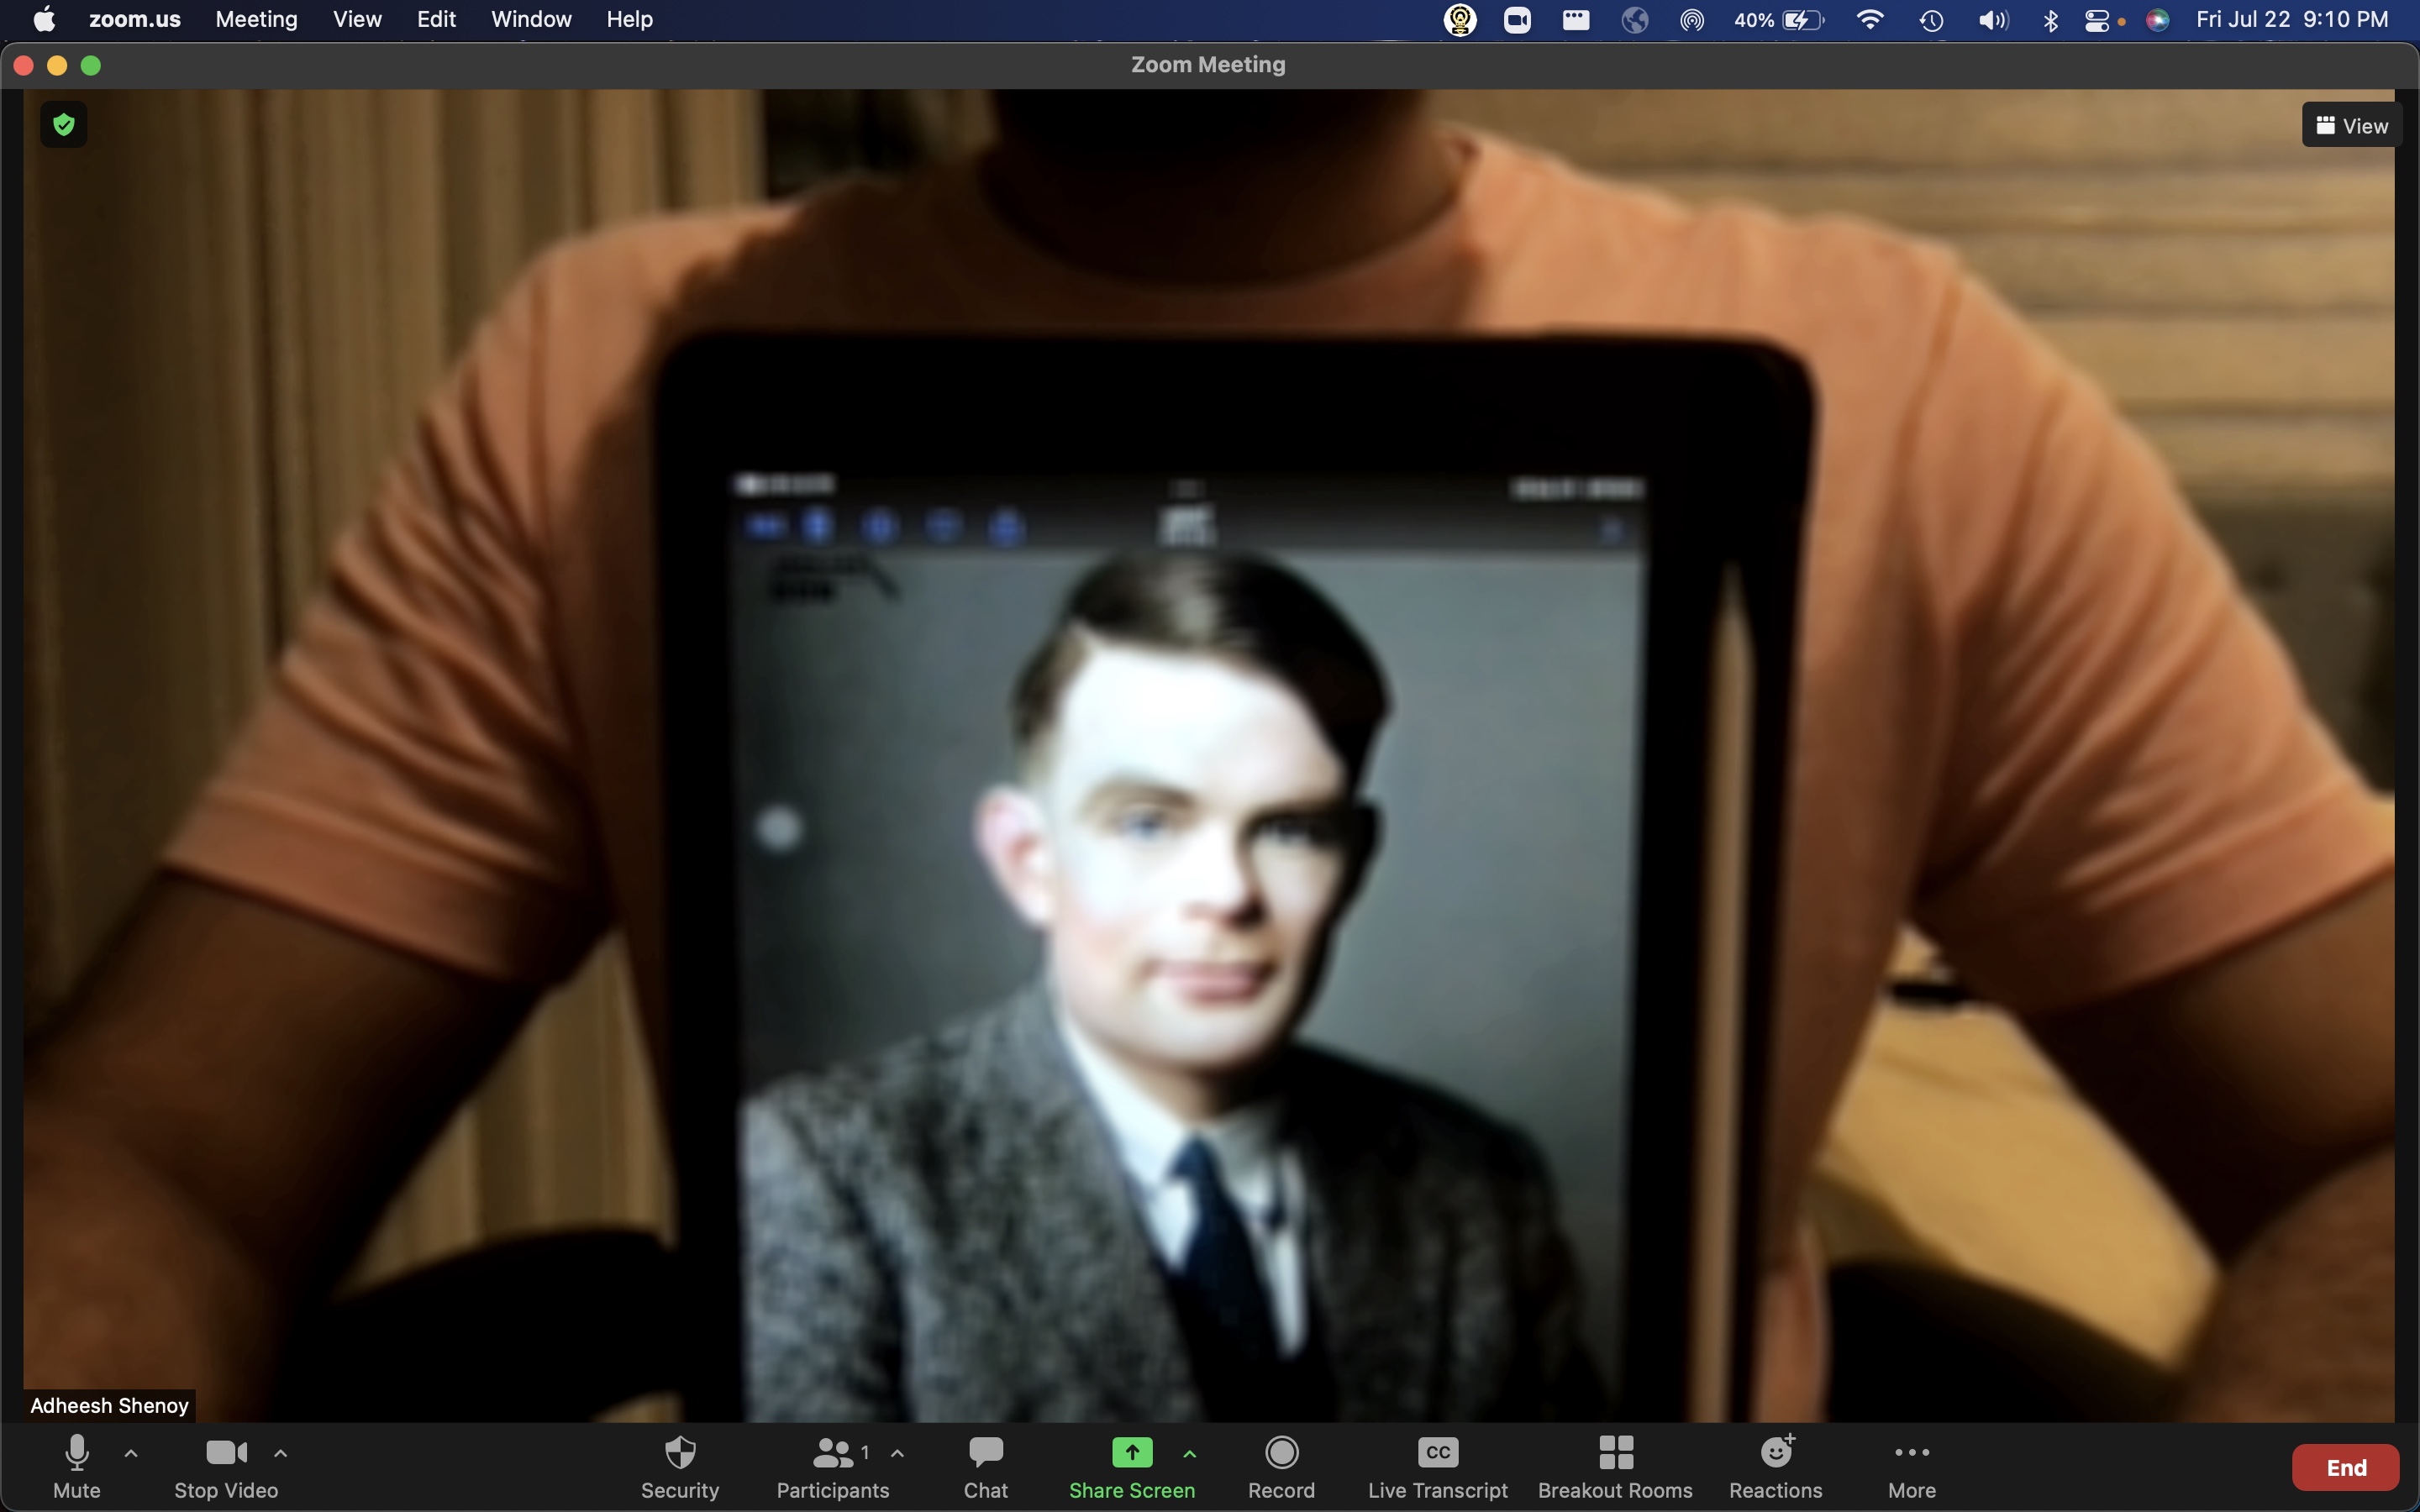 zoom.us Meeting View Edit Window Help 40% Fri Jul 22 9:10 PM
Zoom Meeting
View
Adheesh Shenoy
Mute Stop Video Security Participants 1 Chat Share Screen CC Record Live Transcript Breakout Rooms Reactions More End